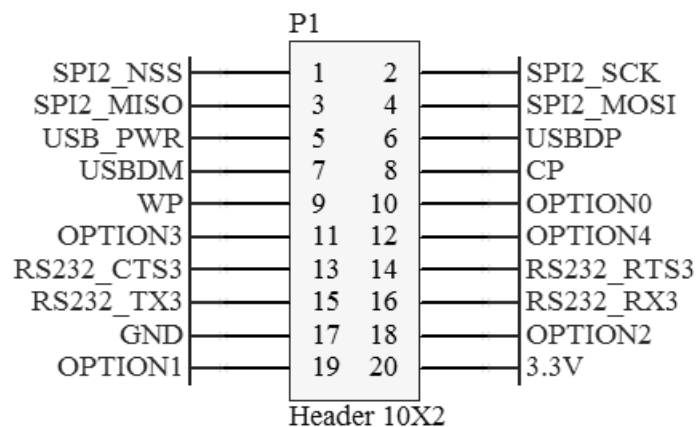 P1
SPI2_NSS 1 2 SPI2_SCK
SPI2_MISO 3 4 SPI2_MOSI
USB_PWR 5 6 USBDP
USBDM 7 8 CP
WP 9 10 OPTION0
OPTION3 11 12 OPTION4
RS232_CTS3 13 14 RS232_RTS3
RS232_TX3 15 16 RS232_RX3
GND 17 18 OPTION2
OPTION1 19 20 3.3V
Header 10X2